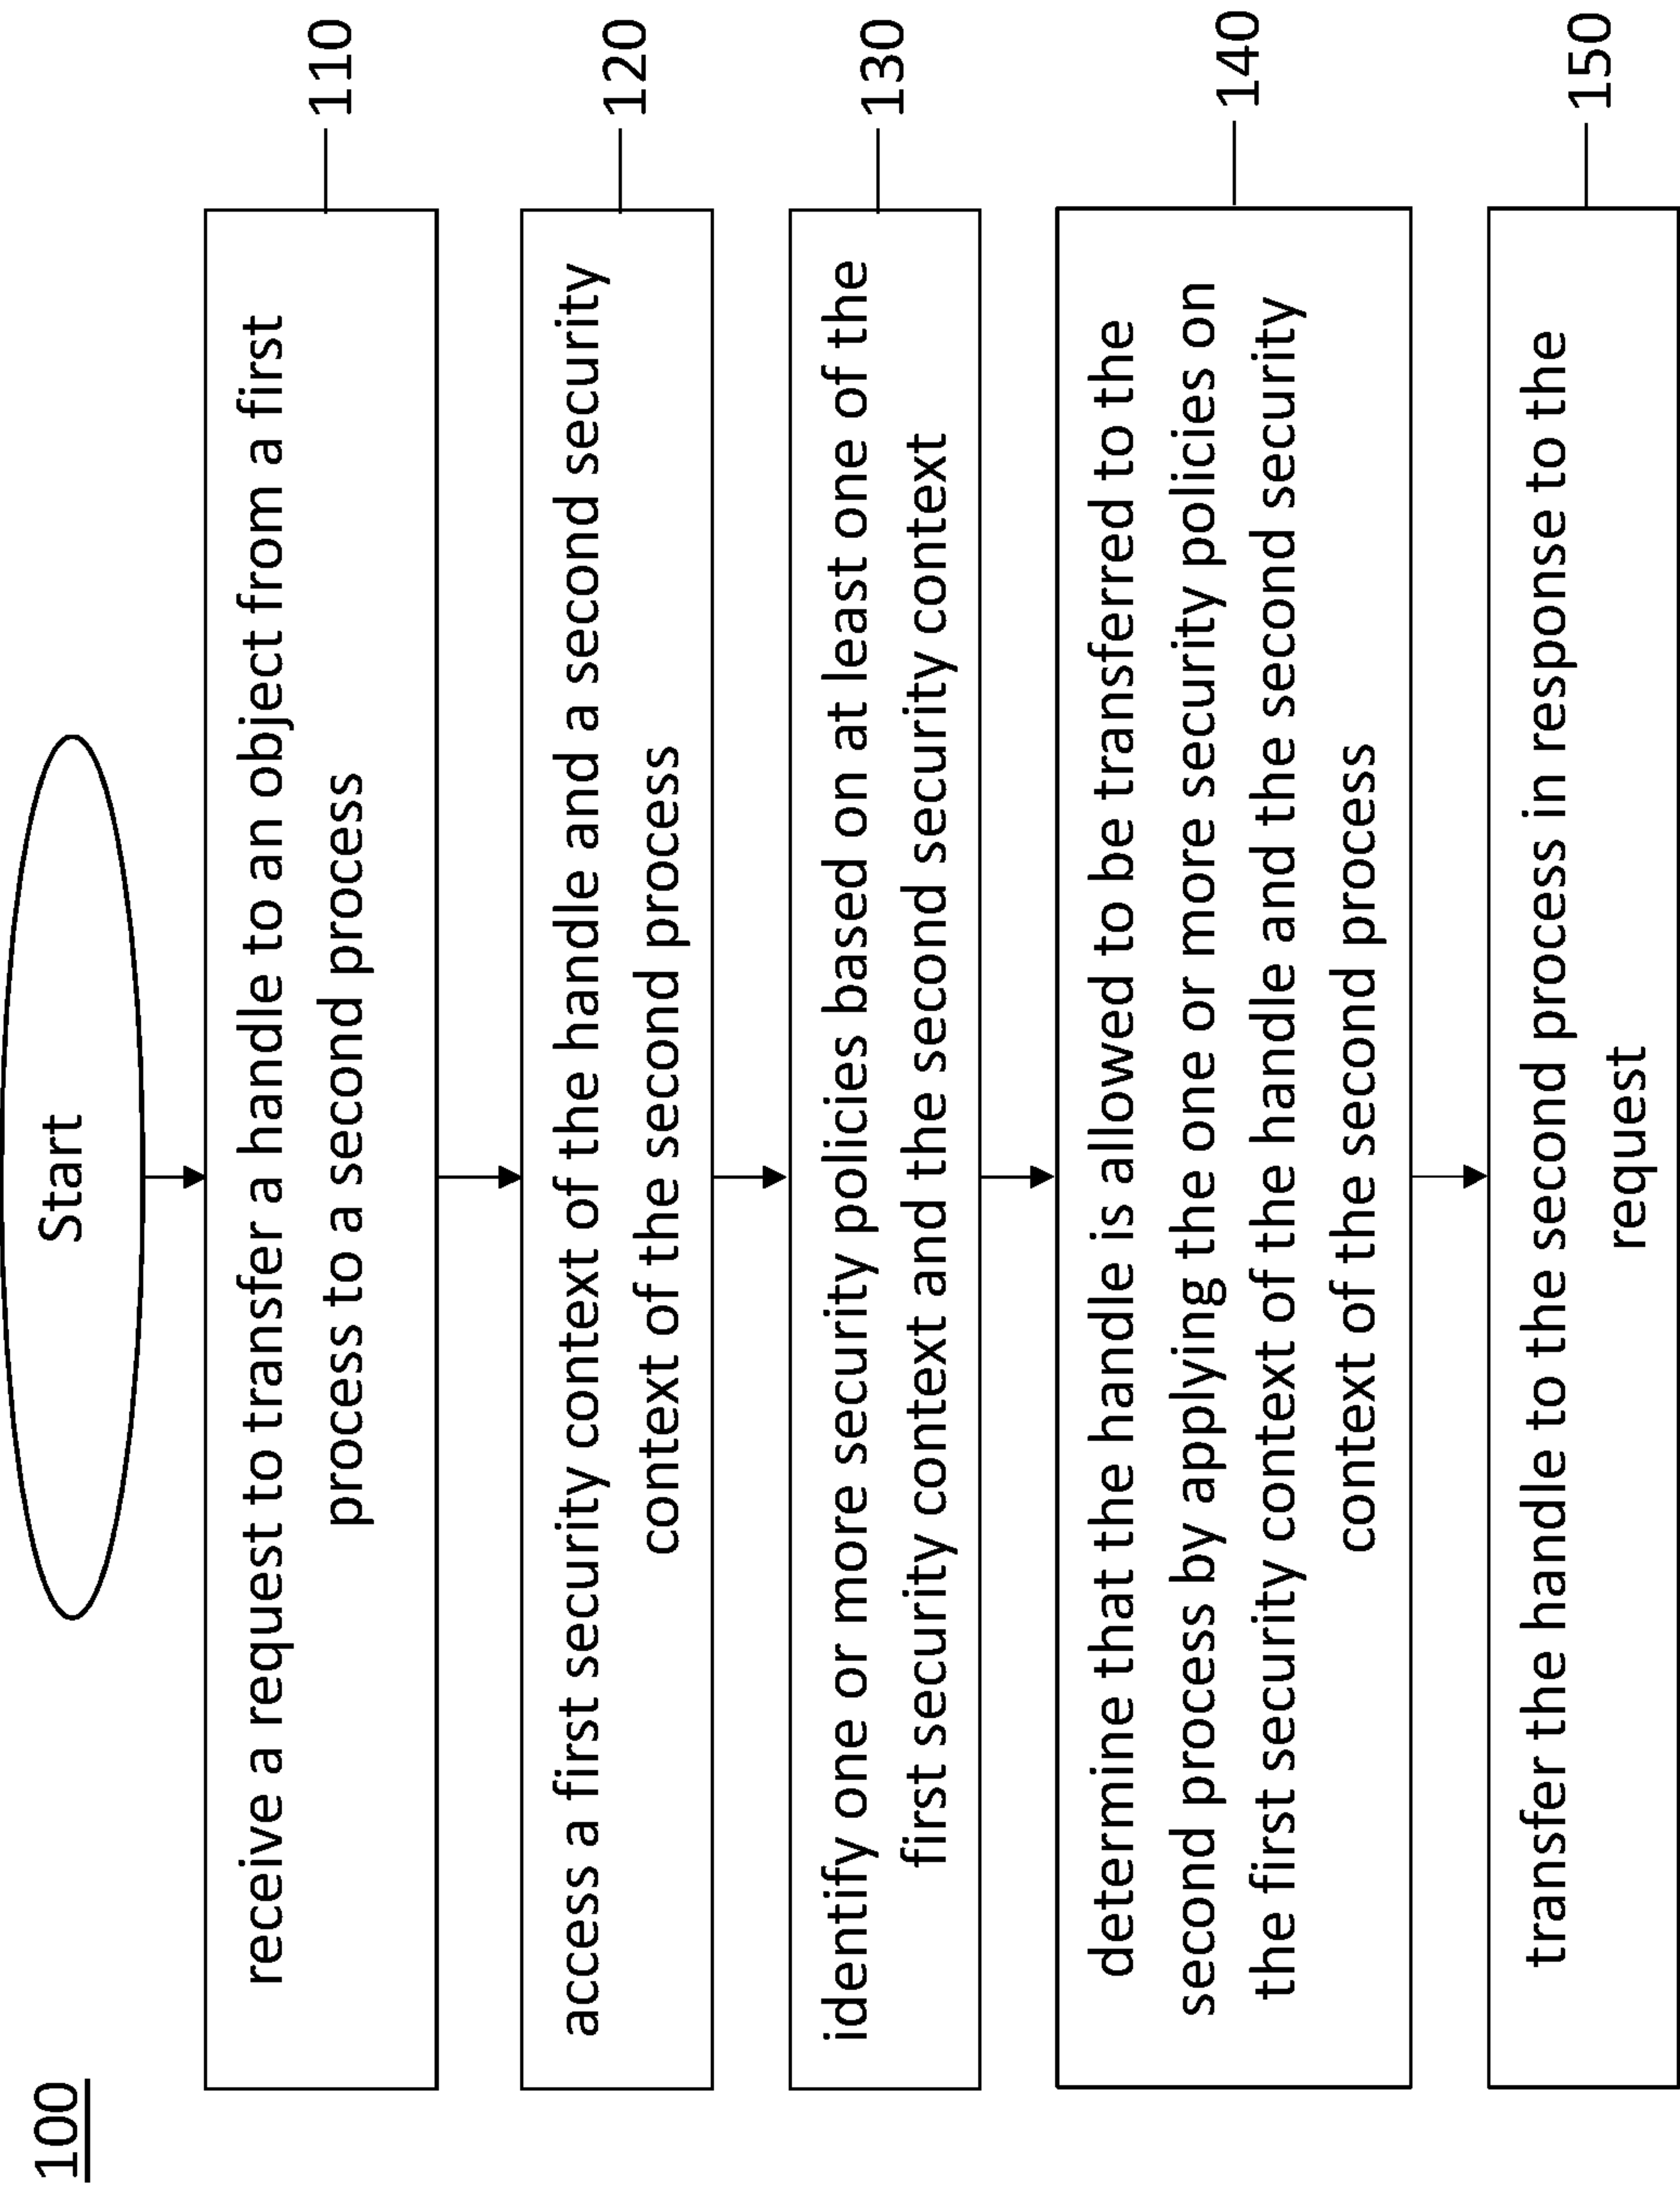 100
Start
receive a request to transfer a handle to an object from a first
process to a second process
110
access a first security context of the handle and a second security
context of the second process
120
identify one or more security policies based on at least one of the
first security context and the second security context
130
determine that the handle is allowed to be transferred to the
second process by applying the one or more security policies on
the first security context of the handle and the second security
context of the second process
140
transfer the handle to the second process in response to the
request
150